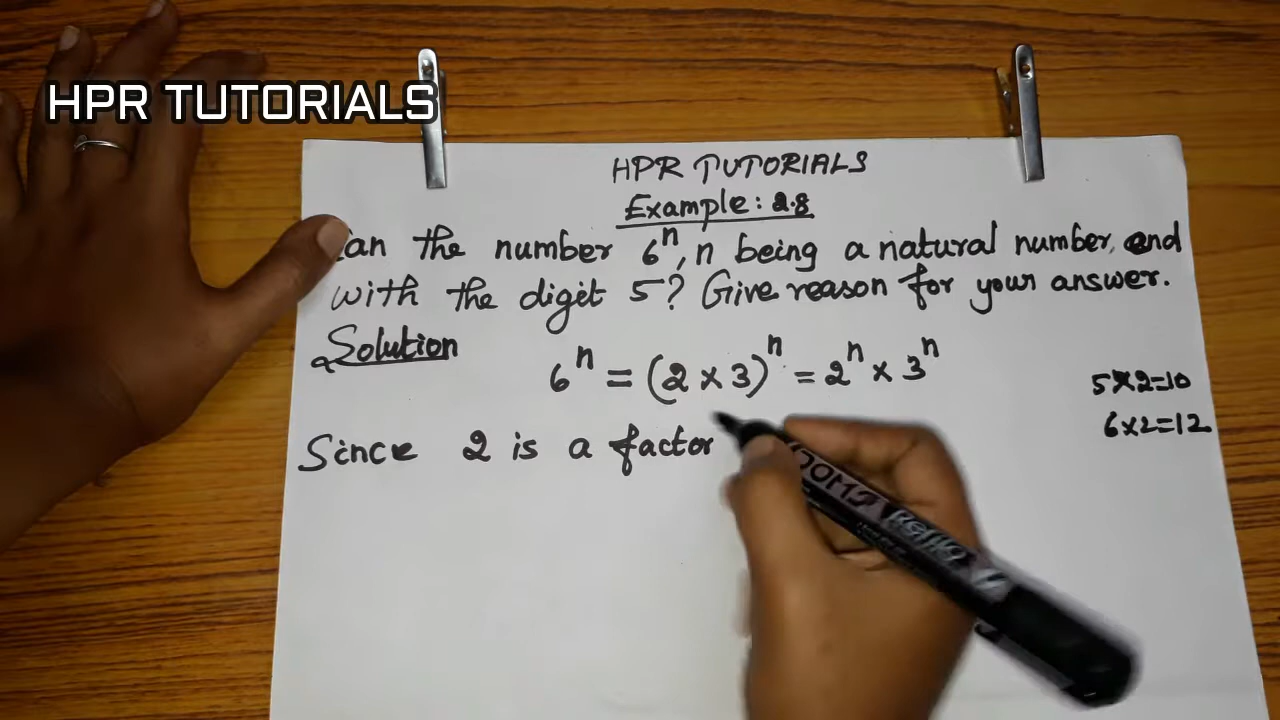 HPR TUTORIALS
HPR TUTORIALS
Example: 2.8
an the number 6ⁿ, n being a natural number, end
with the digit 5? Give reason for your answer.
Solution
6ⁿ = (2 × 3)ⁿ = 2ⁿ × 3ⁿ
5×2=10
6×2=12
Since 2 is a factor